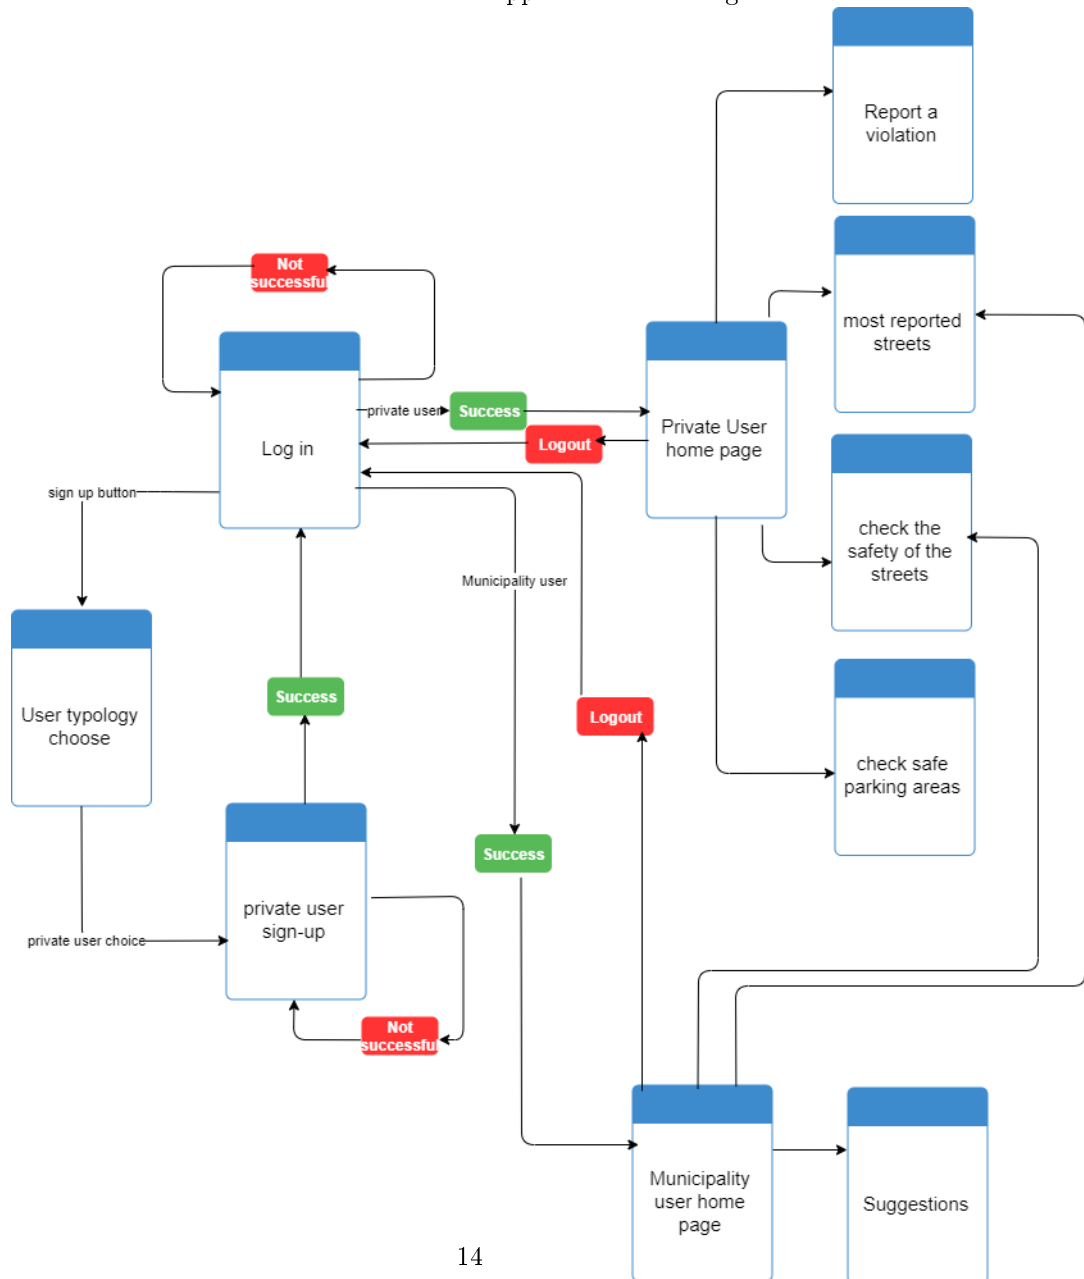 Report a
violation
Not
successful
most reported
streets
private user
Success
Private User
home page
Logout
Log in
sign up button
check the
safety of the
streets
Municipality user
Success
User typology
choose
Logout
check safe
parking areas
Success
private user
sign-up
private user choice
Not
successful
Municipality
user home
page
Suggestions
14